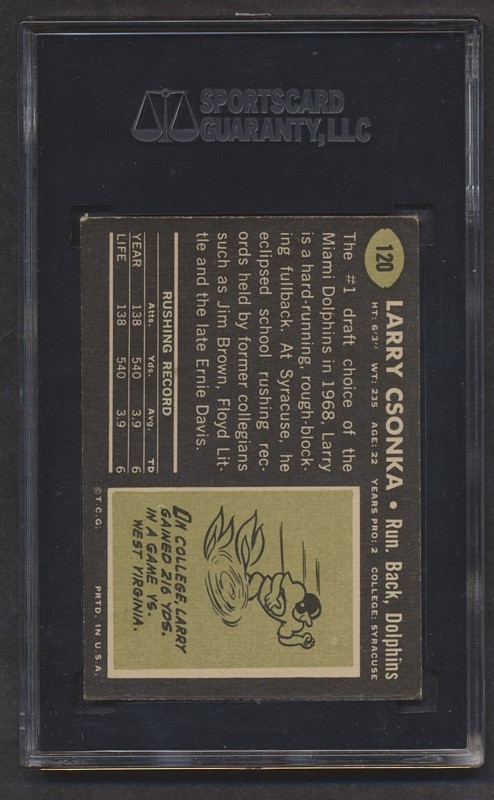 SPORTSCARD
GUARANTY, LLC
120
LARRY CSONKA • Run. Back, Dolphins
HT: 6'3" WT: 235 AGE: 22 YEARS PRO: 2 COLLEGE: SYRACUSE
The #1 draft choice of the
Miami Dolphins in 1968, Larry
is a hard-running, rough-block-
ing fullback. At Syracuse, he
eclipsed school rushing rec-
ords held by former collegians
such as Jim Brown, Floyd Lit-
tle and the late Ernie Davis.
RUSHING RECORD
Atts. Yds. Avg. TD
YEAR 138 540 3.9 6
LIFE 138 540 3.9 6
IN COLLEGE, LARRY
GAINED 216 YDS.
IN A GAME VS.
WEST VIRGINIA.
©T.C.G. PRTD. IN U.S.A.